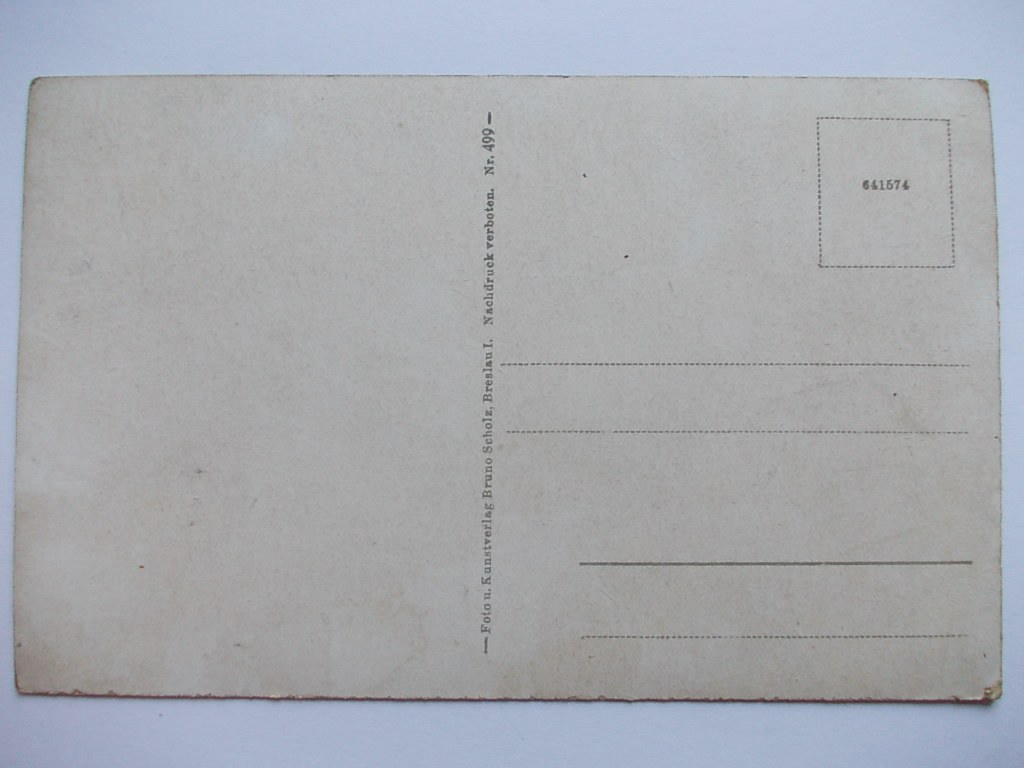 — Foto u. Kunstverlag Bruno Scholz, Breslau I. Nachdruck verboten. Nr. 499 —
641574